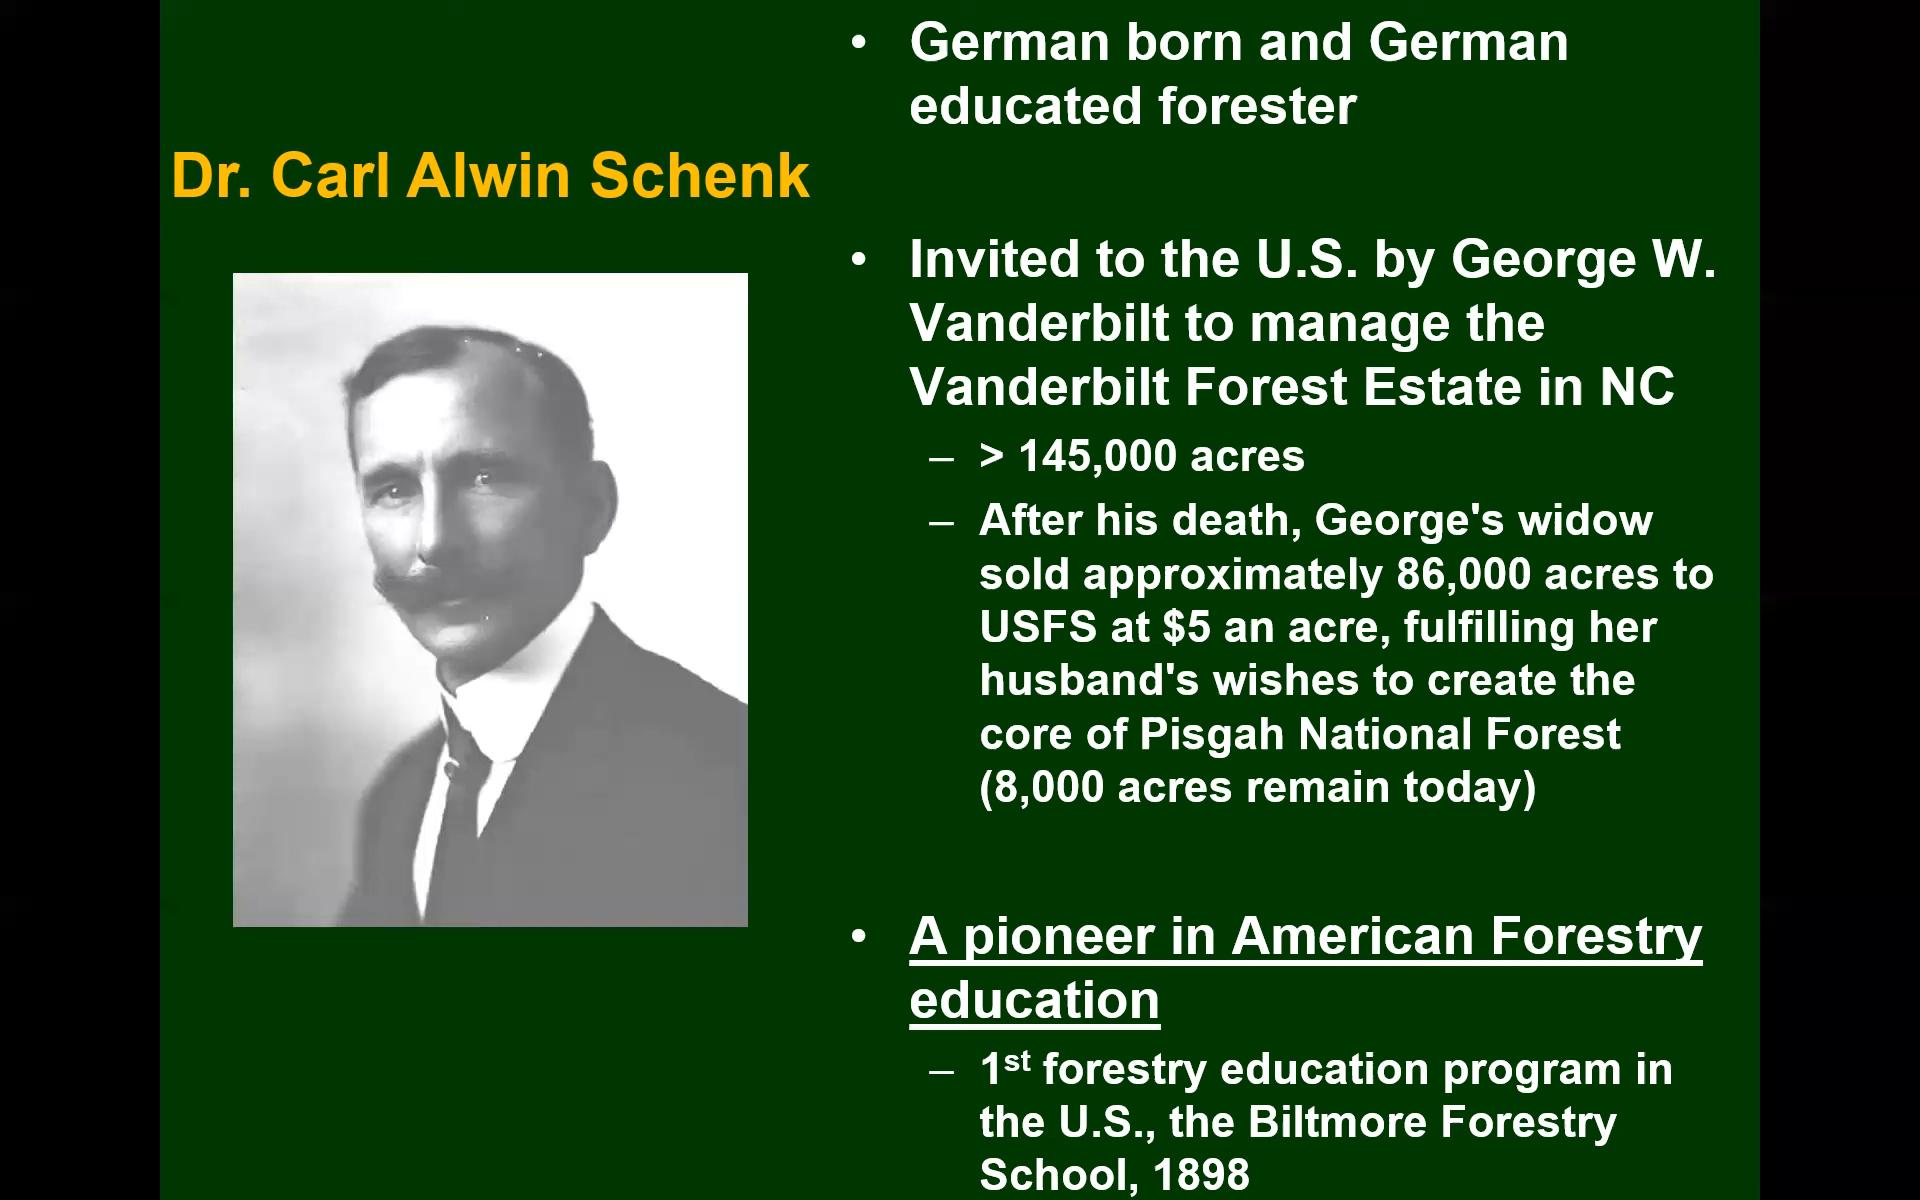 Dr. Carl Alwin Schenk
• German born and German
educated forester
• Invited to the U.S. by George W.
Vanderbilt to manage the
Vanderbilt Forest Estate in NC
– > 145,000 acres
– After his death, George's widow
sold approximately 86,000 acres to
USFS at $5 an acre, fulfilling her
husband's wishes to create the
core of Pisgah National Forest
(8,000 acres remain today)
• A pioneer in American Forestry
education
– 1st forestry education program in
the U.S., the Biltmore Forestry
School, 1898